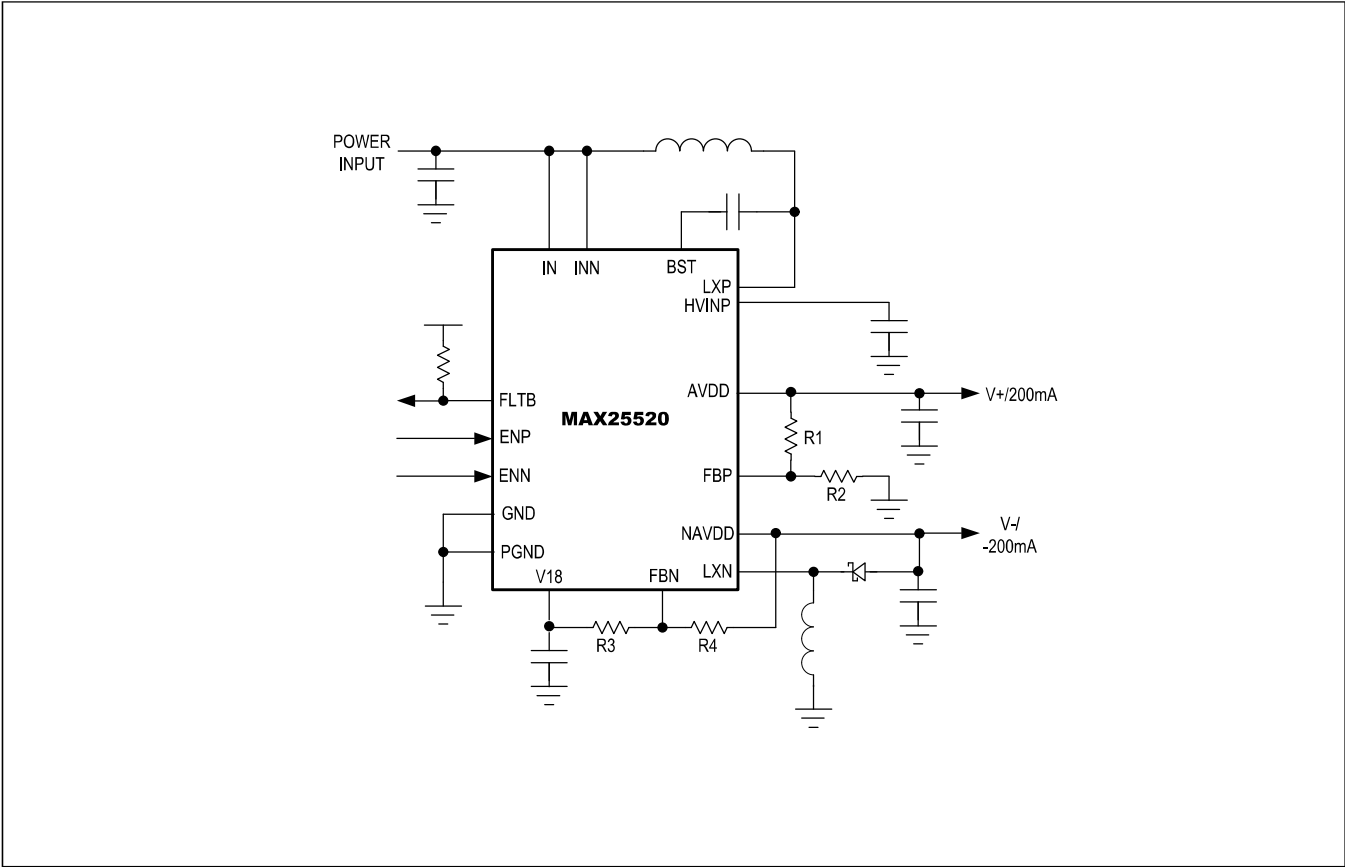 POWER
INPUT
IN
INN
BST
LXP
HVINP
FLTB
MAX25520
AVDD
V+/200mA
R1
ENP
ENN
FBP
R2
GND
NAVDD
V-/
-200mA
PGND
LXN
V18
FBN
R3
R4